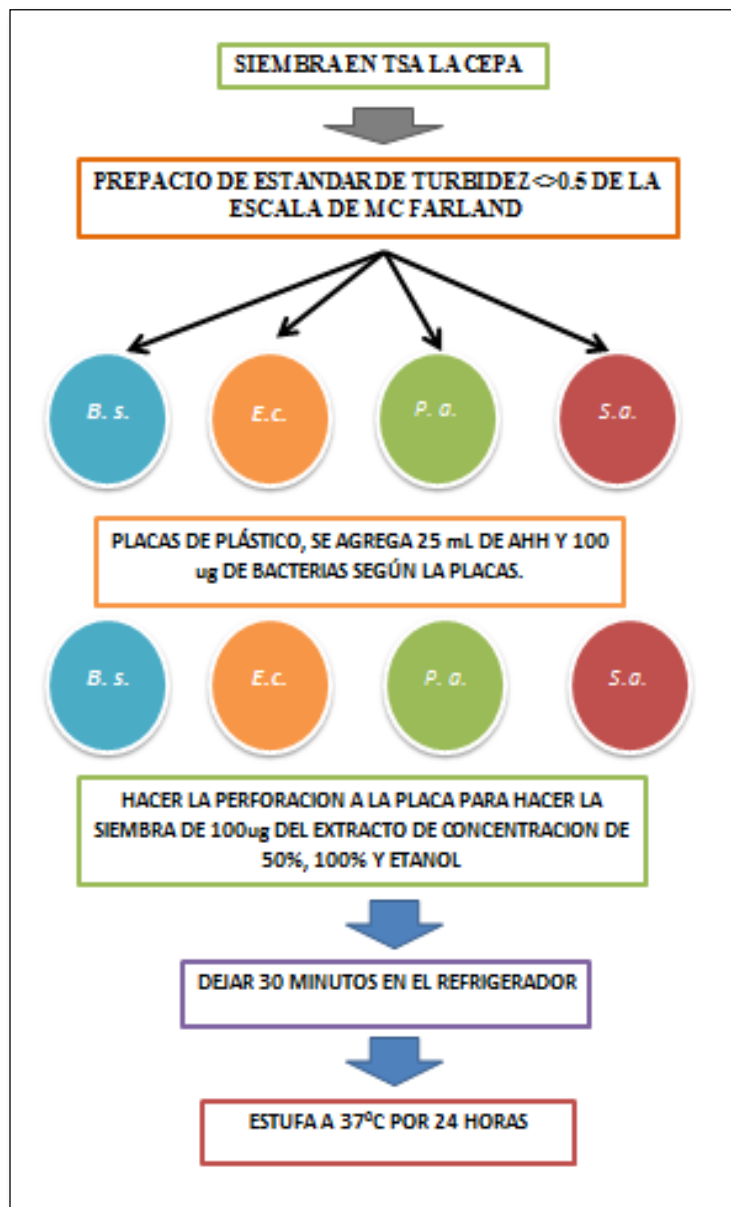 SIEMBRA EN TSA LA CEPA
PREPACIO DE ESTANDAR DE TURBIDEZ <>0.5 DE LA
ESCALA DE MC FARLAND
B. s. E.c. P. a. S.a.
PLACAS DE PLÁSTICO, SE AGREGA 25 mL DE AHH Y 100
ug DE BACTERIAS SEGÚN LA PLACAS.
B. s. E.c. P. a. S.a.
HACER LA PERFORACION A LA PLACA PARA HACER LA
SIEMBRA DE 100ug DEL EXTRACTO DE CONCENTRACION DE
50%, 100% Y ETANOL
DEJAR 30 MINUTOS EN EL REFRIGERADOR
ESTUFA A 37⁰C POR 24 HORAS